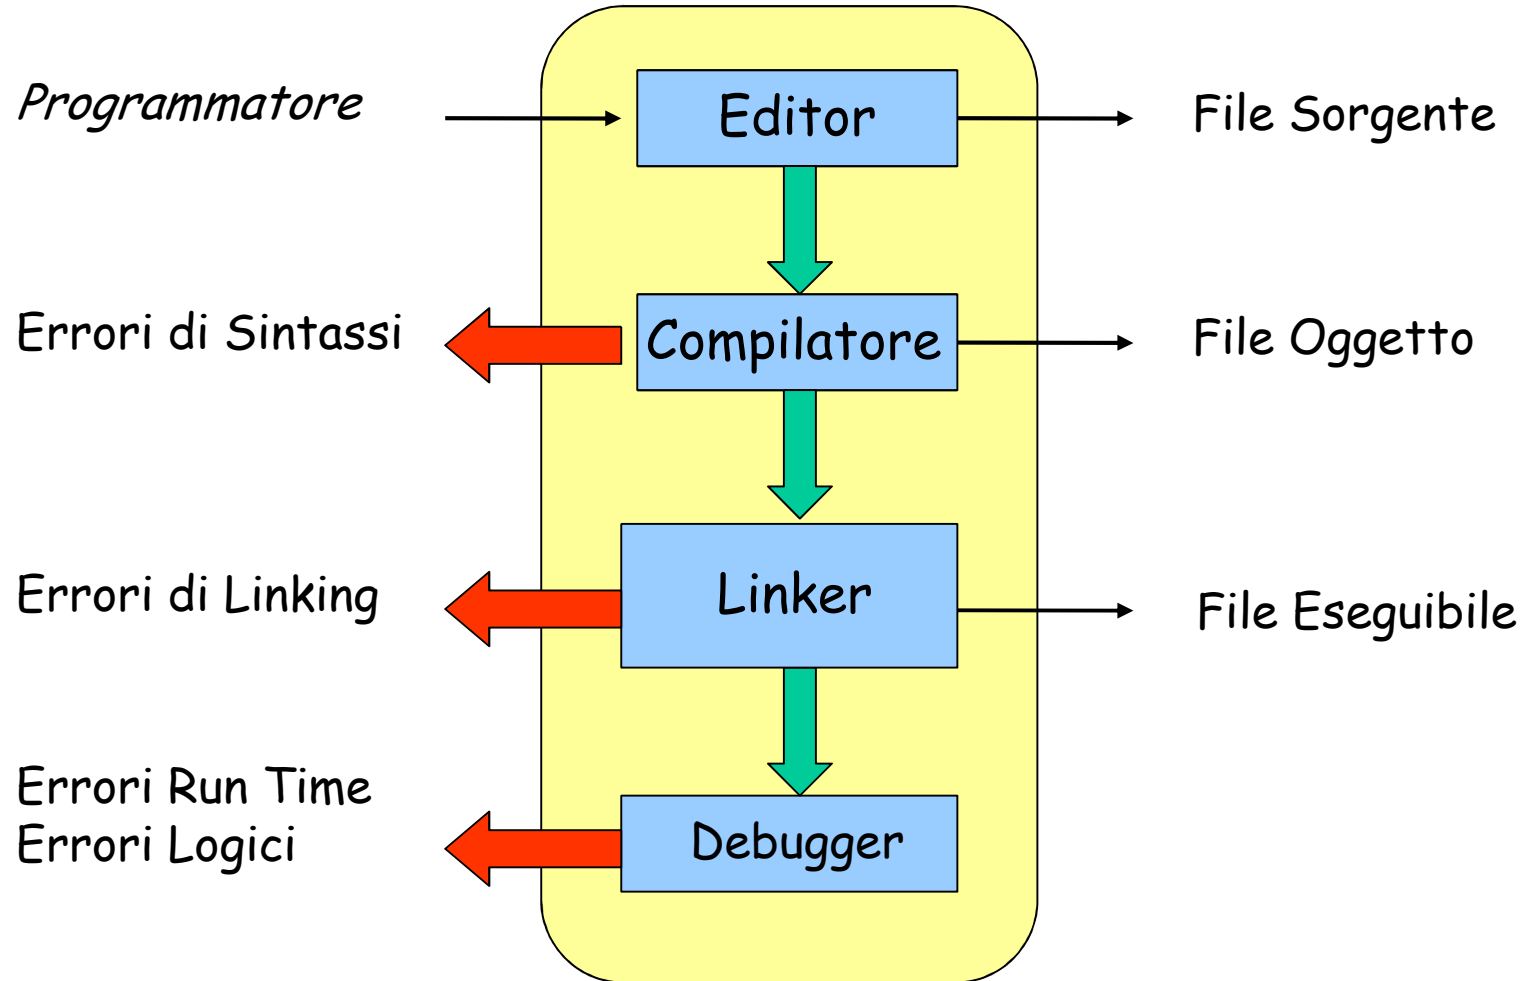 Programmatore
Editor
File Sorgente
Errori di Sintassi
Compilatore
File Oggetto
Errori di Linking
Linker
File Eseguibile
Errori Run Time
Errori Logici
Debugger